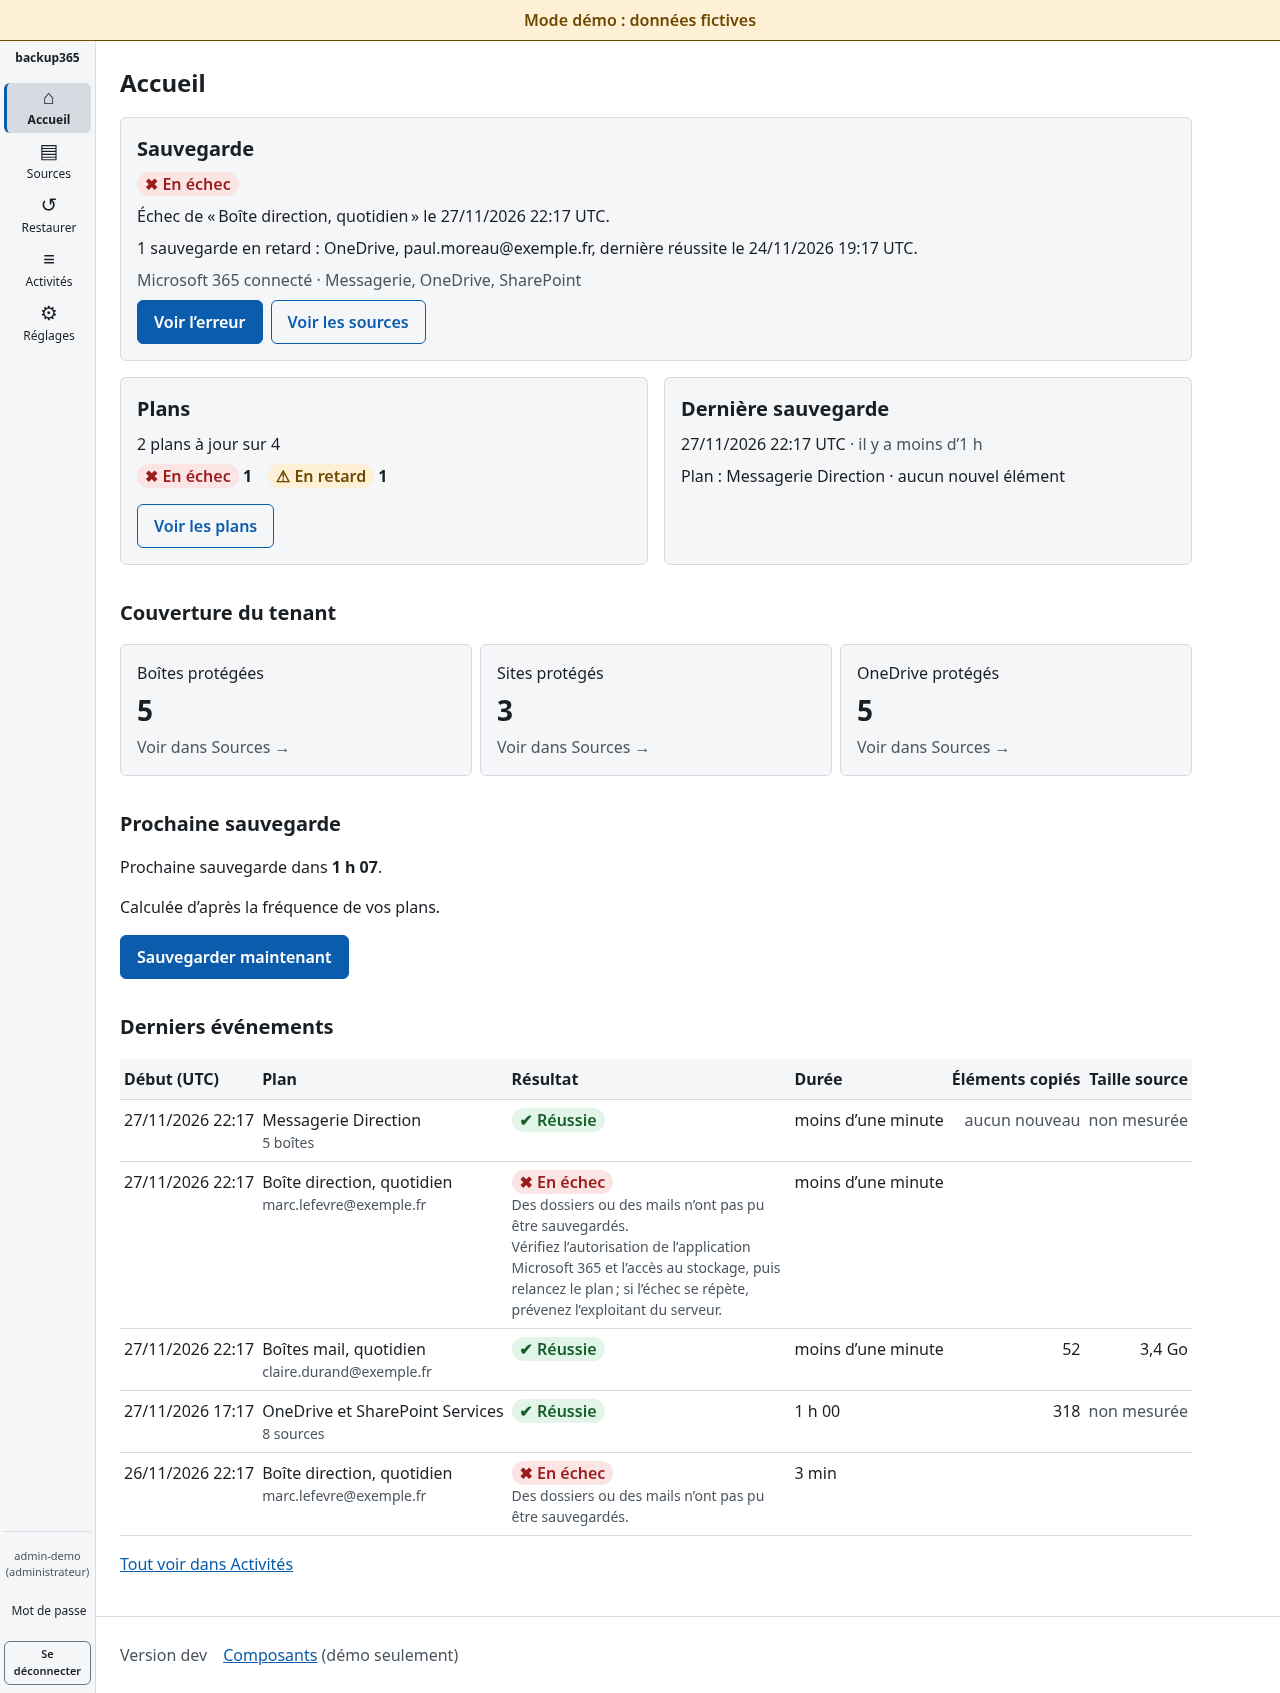 Mode démo : données fictives
backup365
Accueil
Sources
Restaurer
Activités
Réglages
admin-demo
(administrateur)
Mot de passe
Se
déconnecter
Accueil
Sauvegarde
✖ En échec
Échec de « Boîte direction, quotidien » le 27/11/2026 22:17 UTC.
1 sauvegarde en retard : OneDrive, paul.moreau@exemple.fr, dernière réussite le 24/11/2026 19:17 UTC.
Microsoft 365 connecté · Messagerie, OneDrive, SharePoint
Voir l’erreur
Voir les sources
Plans
2 plans à jour sur 4
✖ En échec 1 ⚠ En retard 1
Voir les plans
Dernière sauvegarde
27/11/2026 22:17 UTC · il y a moins d’1 h
Plan : Messagerie Direction · aucun nouvel élément
Couverture du tenant
Boîtes protégées
5
Voir dans Sources →
Sites protégés
3
Voir dans Sources →
OneDrive protégés
5
Voir dans Sources →
Prochaine sauvegarde
Prochaine sauvegarde dans 1 h 07.
Calculée d’après la fréquence de vos plans.
Sauvegarder maintenant
Derniers événements
Début (UTC) Plan Résultat Durée Éléments copiés Taille source
27/11/2026 22:17 Messagerie Direction ✔ Réussie moins d’une minute aucun nouveau non mesurée
5 boîtes
27/11/2026 22:17 Boîte direction, quotidien ✖ En échec moins d’une minute
marc.lefevre@exemple.fr Des dossiers ou des mails n’ont pas pu
être sauvegardés.
Vérifiez l’autorisation de l’application
Microsoft 365 et l’accès au stockage, puis
relancez le plan ; si l’échec se répète,
prévenez l’exploitant du serveur.
27/11/2026 22:17 Boîtes mail, quotidien ✔ Réussie moins d’une minute 52 3,4 Go
claire.durand@exemple.fr
27/11/2026 17:17 OneDrive et SharePoint Services ✔ Réussie 1 h 00 318 non mesurée
8 sources
26/11/2026 22:17 Boîte direction, quotidien ✖ En échec 3 min
marc.lefevre@exemple.fr Des dossiers ou des mails n’ont pas pu
être sauvegardés.
Tout voir dans Activités
Version dev Composants (démo seulement)